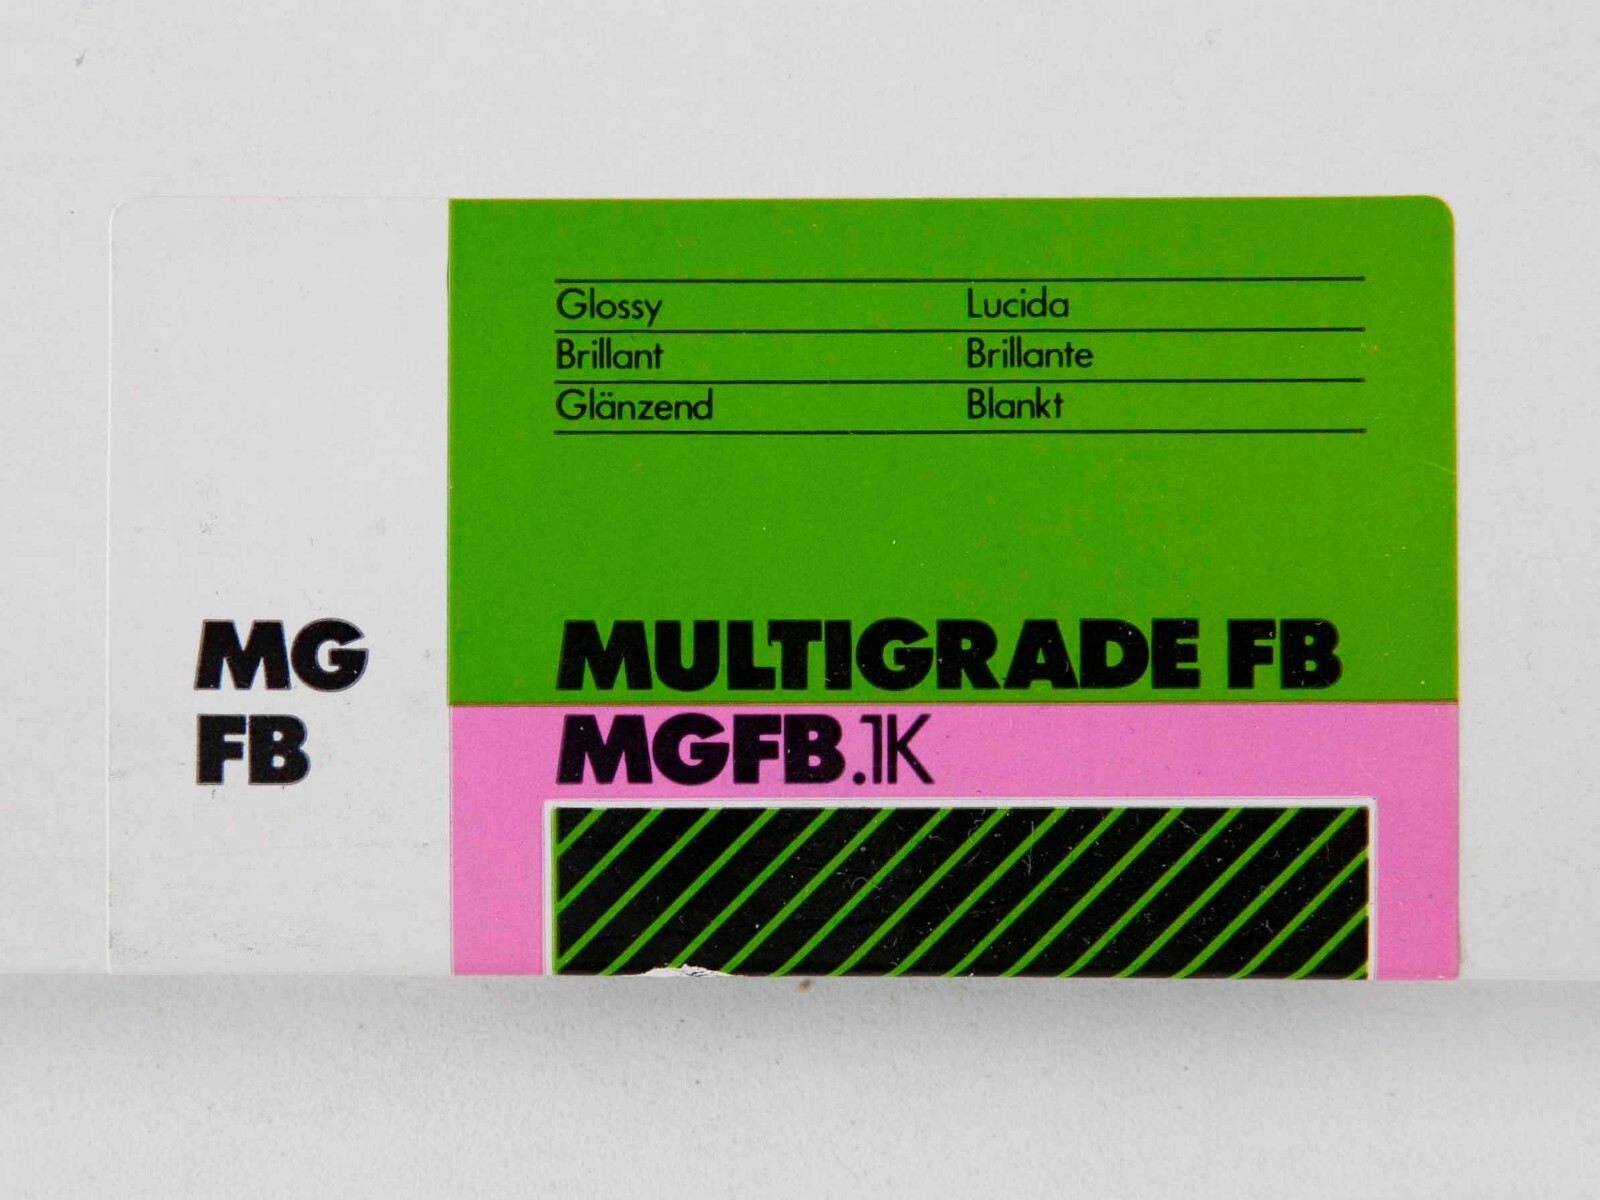 Glossy Lucida
Brillant Brillante
Glänzend Blankt
MG
FB
MULTIGRADE FB
MGFB.1K